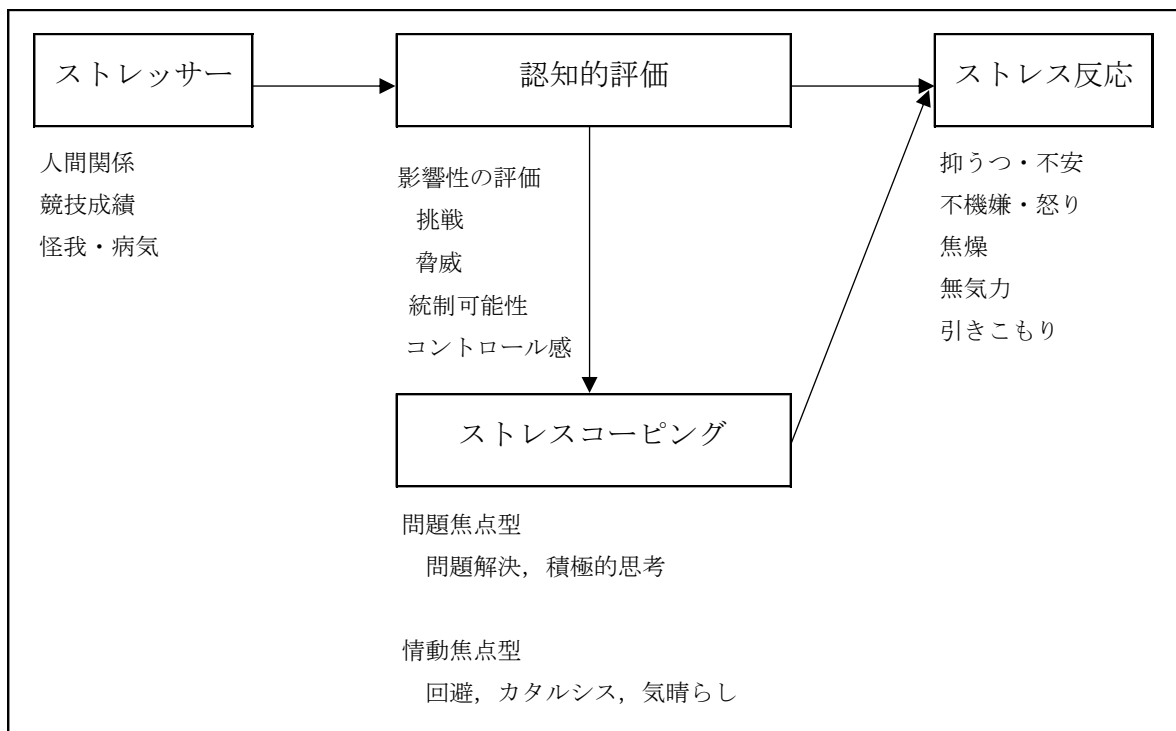 ストレッサー
認知的評価
ストレス反応
人間関係
競技成績
怪我・病気
影響性の評価
挑戦
脅威
統制可能性
コントロール感
抑うつ・不安
不機嫌・怒り
焦燥
無気力
引きこもり
ストレスコーピング
問題焦点型
問題解決，積極的思考
情動焦点型
回避，カタルシス，気晴らし